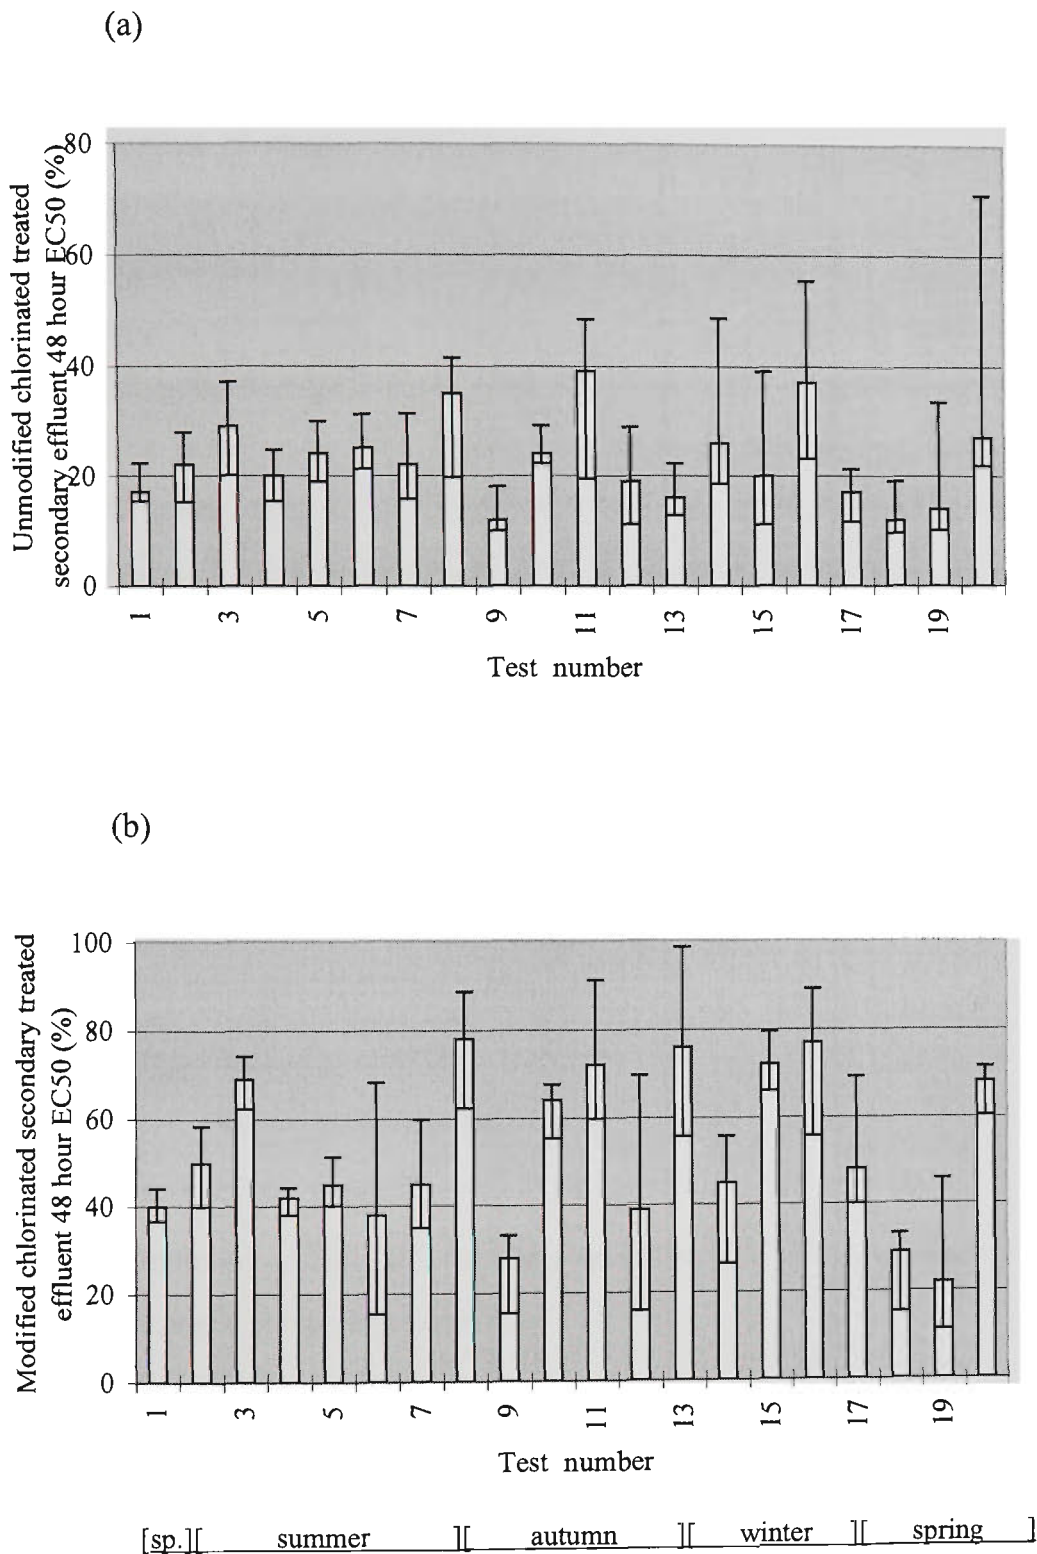 (a)
Unmodified chlorinated treated
secondary effluent 48 hour EC50 (%)
80
60
40
20
0
1 3 5 7 9 11 13 15 17 19
Test number
(b)
Modified chlorinated secondary treated
effluent 48 hour EC50 (%)
100
80
60
40
20
0
1 3 5 7 9 11 13 15 17 19
Test number
[sp.][ summer ][ autumn ][ winter ][ spring ]